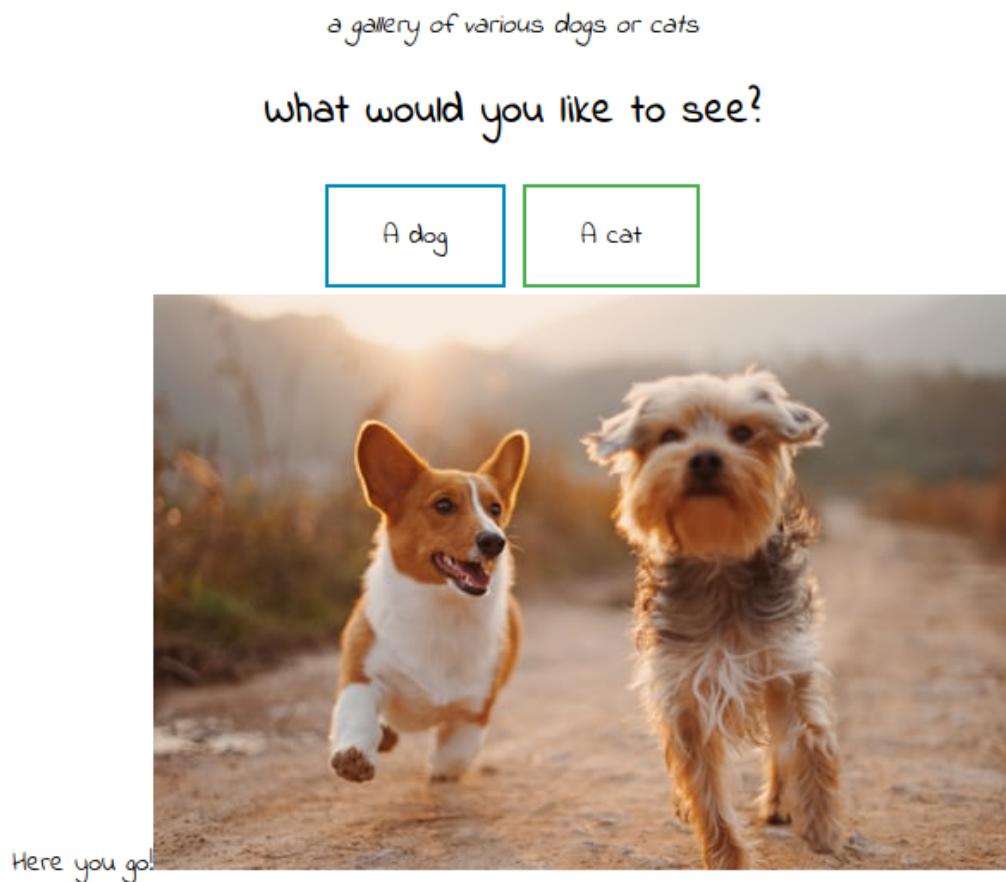 a gallery of various dogs or cats
What would you like to see?
A dog
A cat
Here you go!